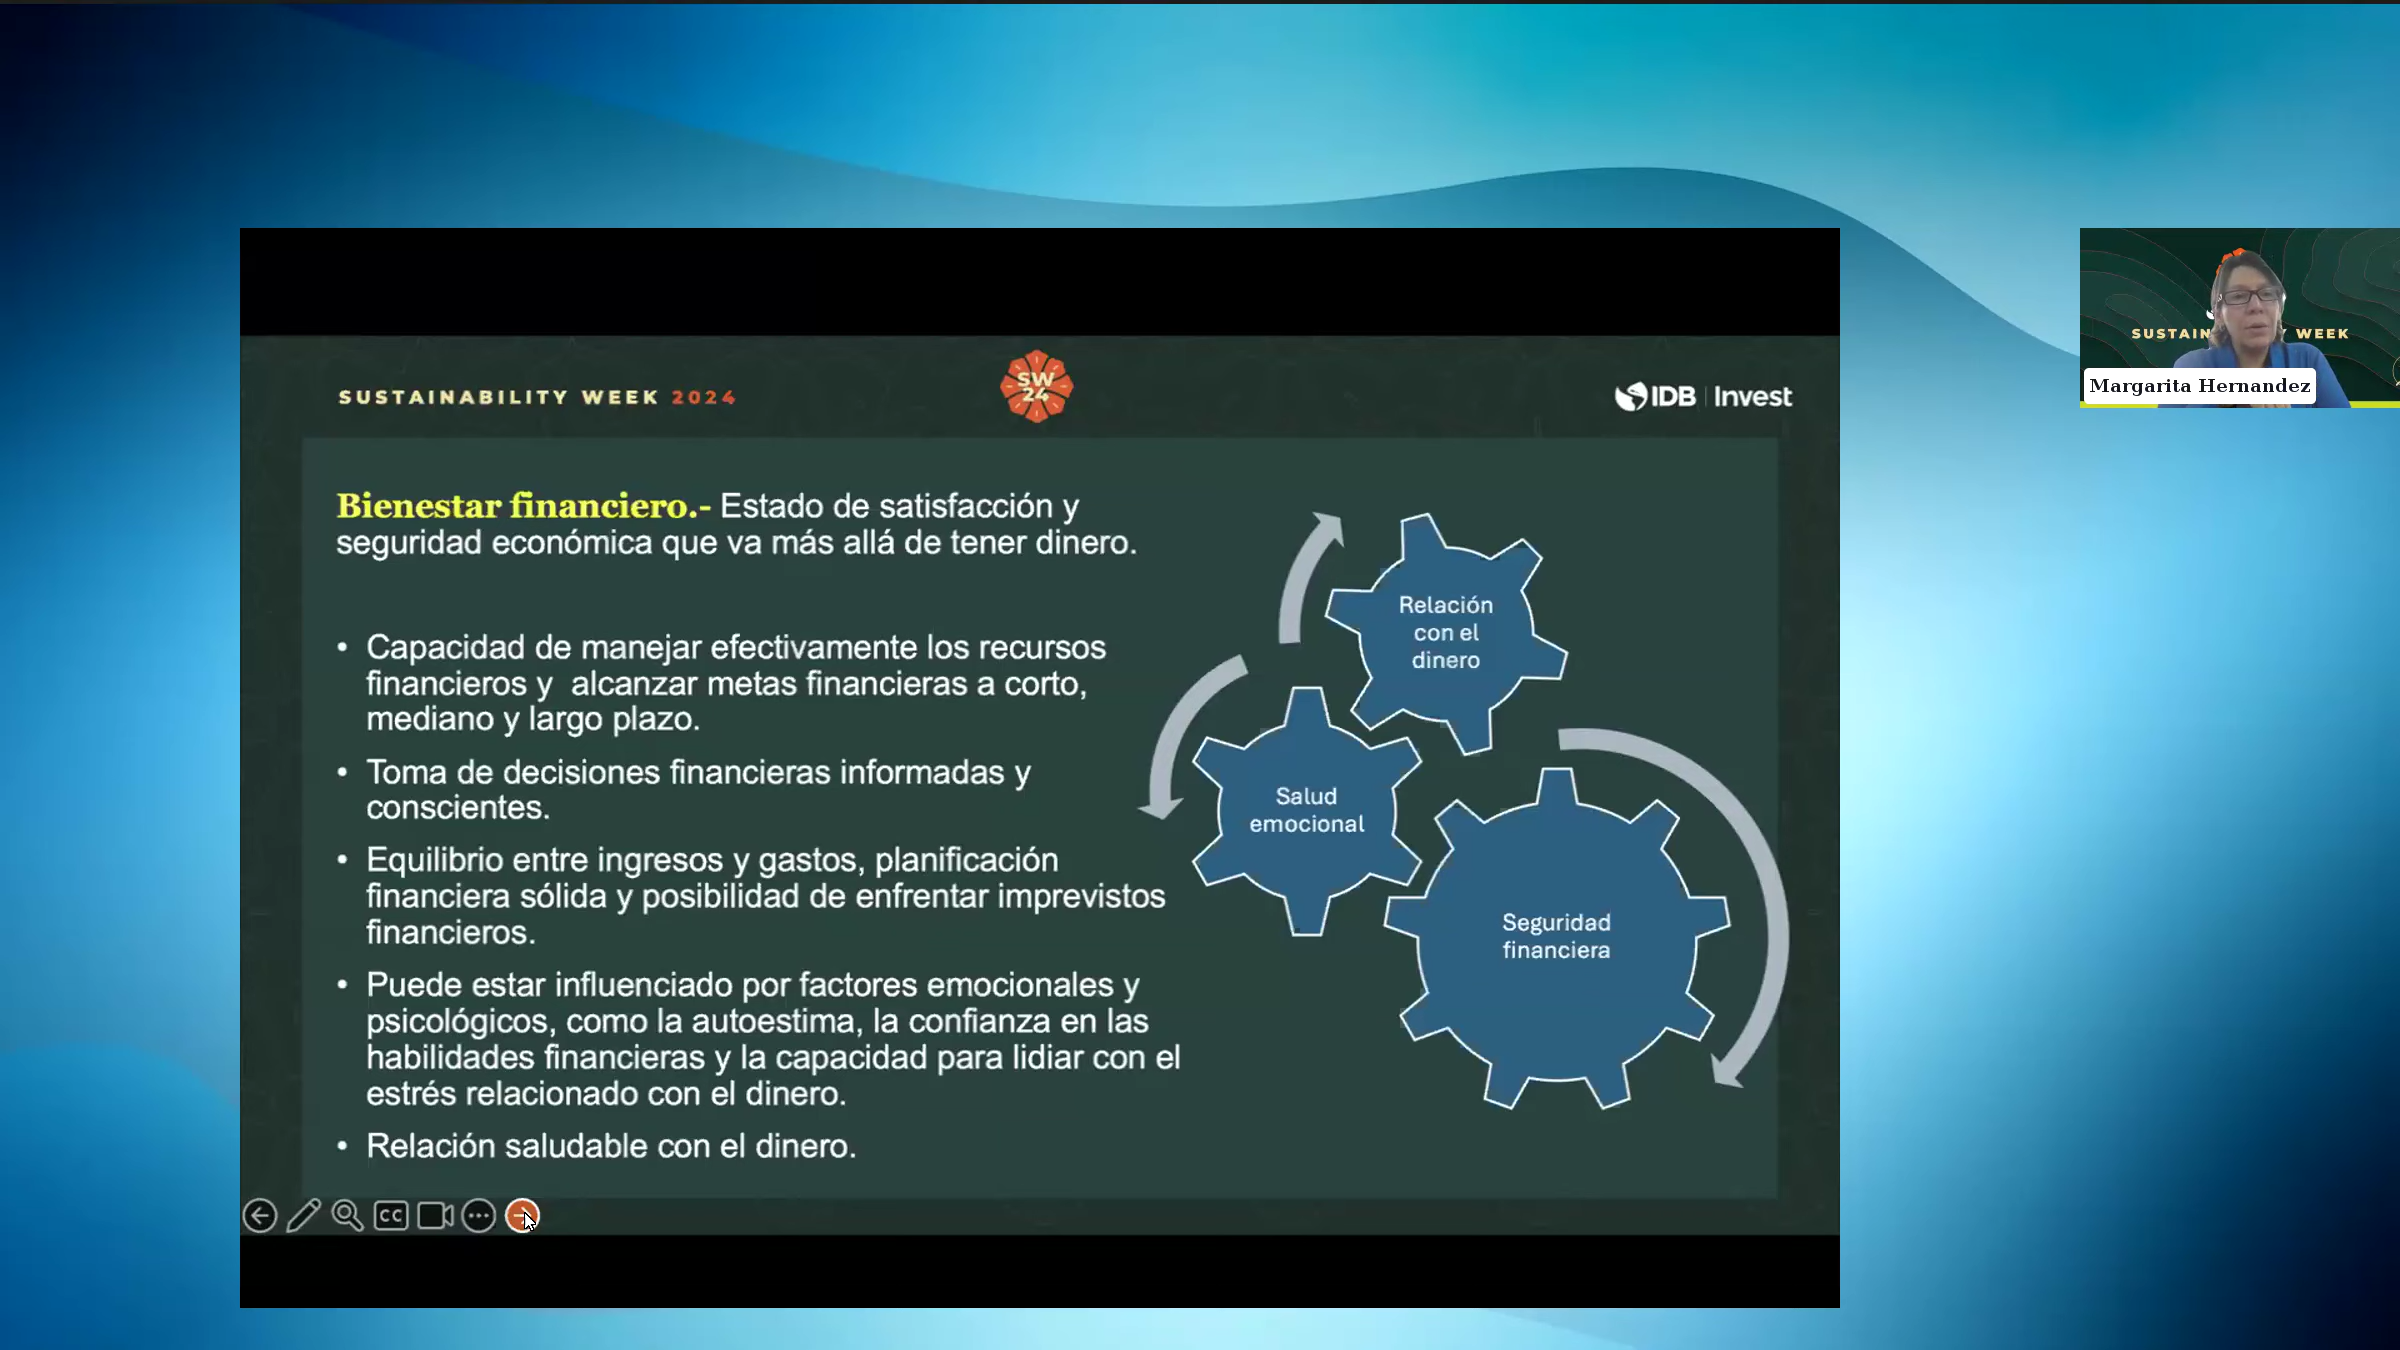 SUSTAINABILITY WEEK 2024
SW
24
IDB Invest
Bienestar financiero.- Estado de satisfacción y
seguridad económica que va más allá de tener dinero.
• Capacidad de manejar efectivamente los recursos
financieros y alcanzar metas financieras a corto,
mediano y largo plazo.
• Toma de decisiones financieras informadas y
conscientes.
• Equilibrio entre ingresos y gastos, planificación
financiera sólida y posibilidad de enfrentar imprevistos
financieros.
• Puede estar influenciado por factores emocionales y
psicológicos, como la autoestima, la confianza en las
habilidades financieras y la capacidad para lidiar con el
estrés relacionado con el dinero.
• Relación saludable con el dinero.
Relación
con el
dinero
Salud
emocional
Seguridad
financiera
CC
WEEK
Margarita Hernandez